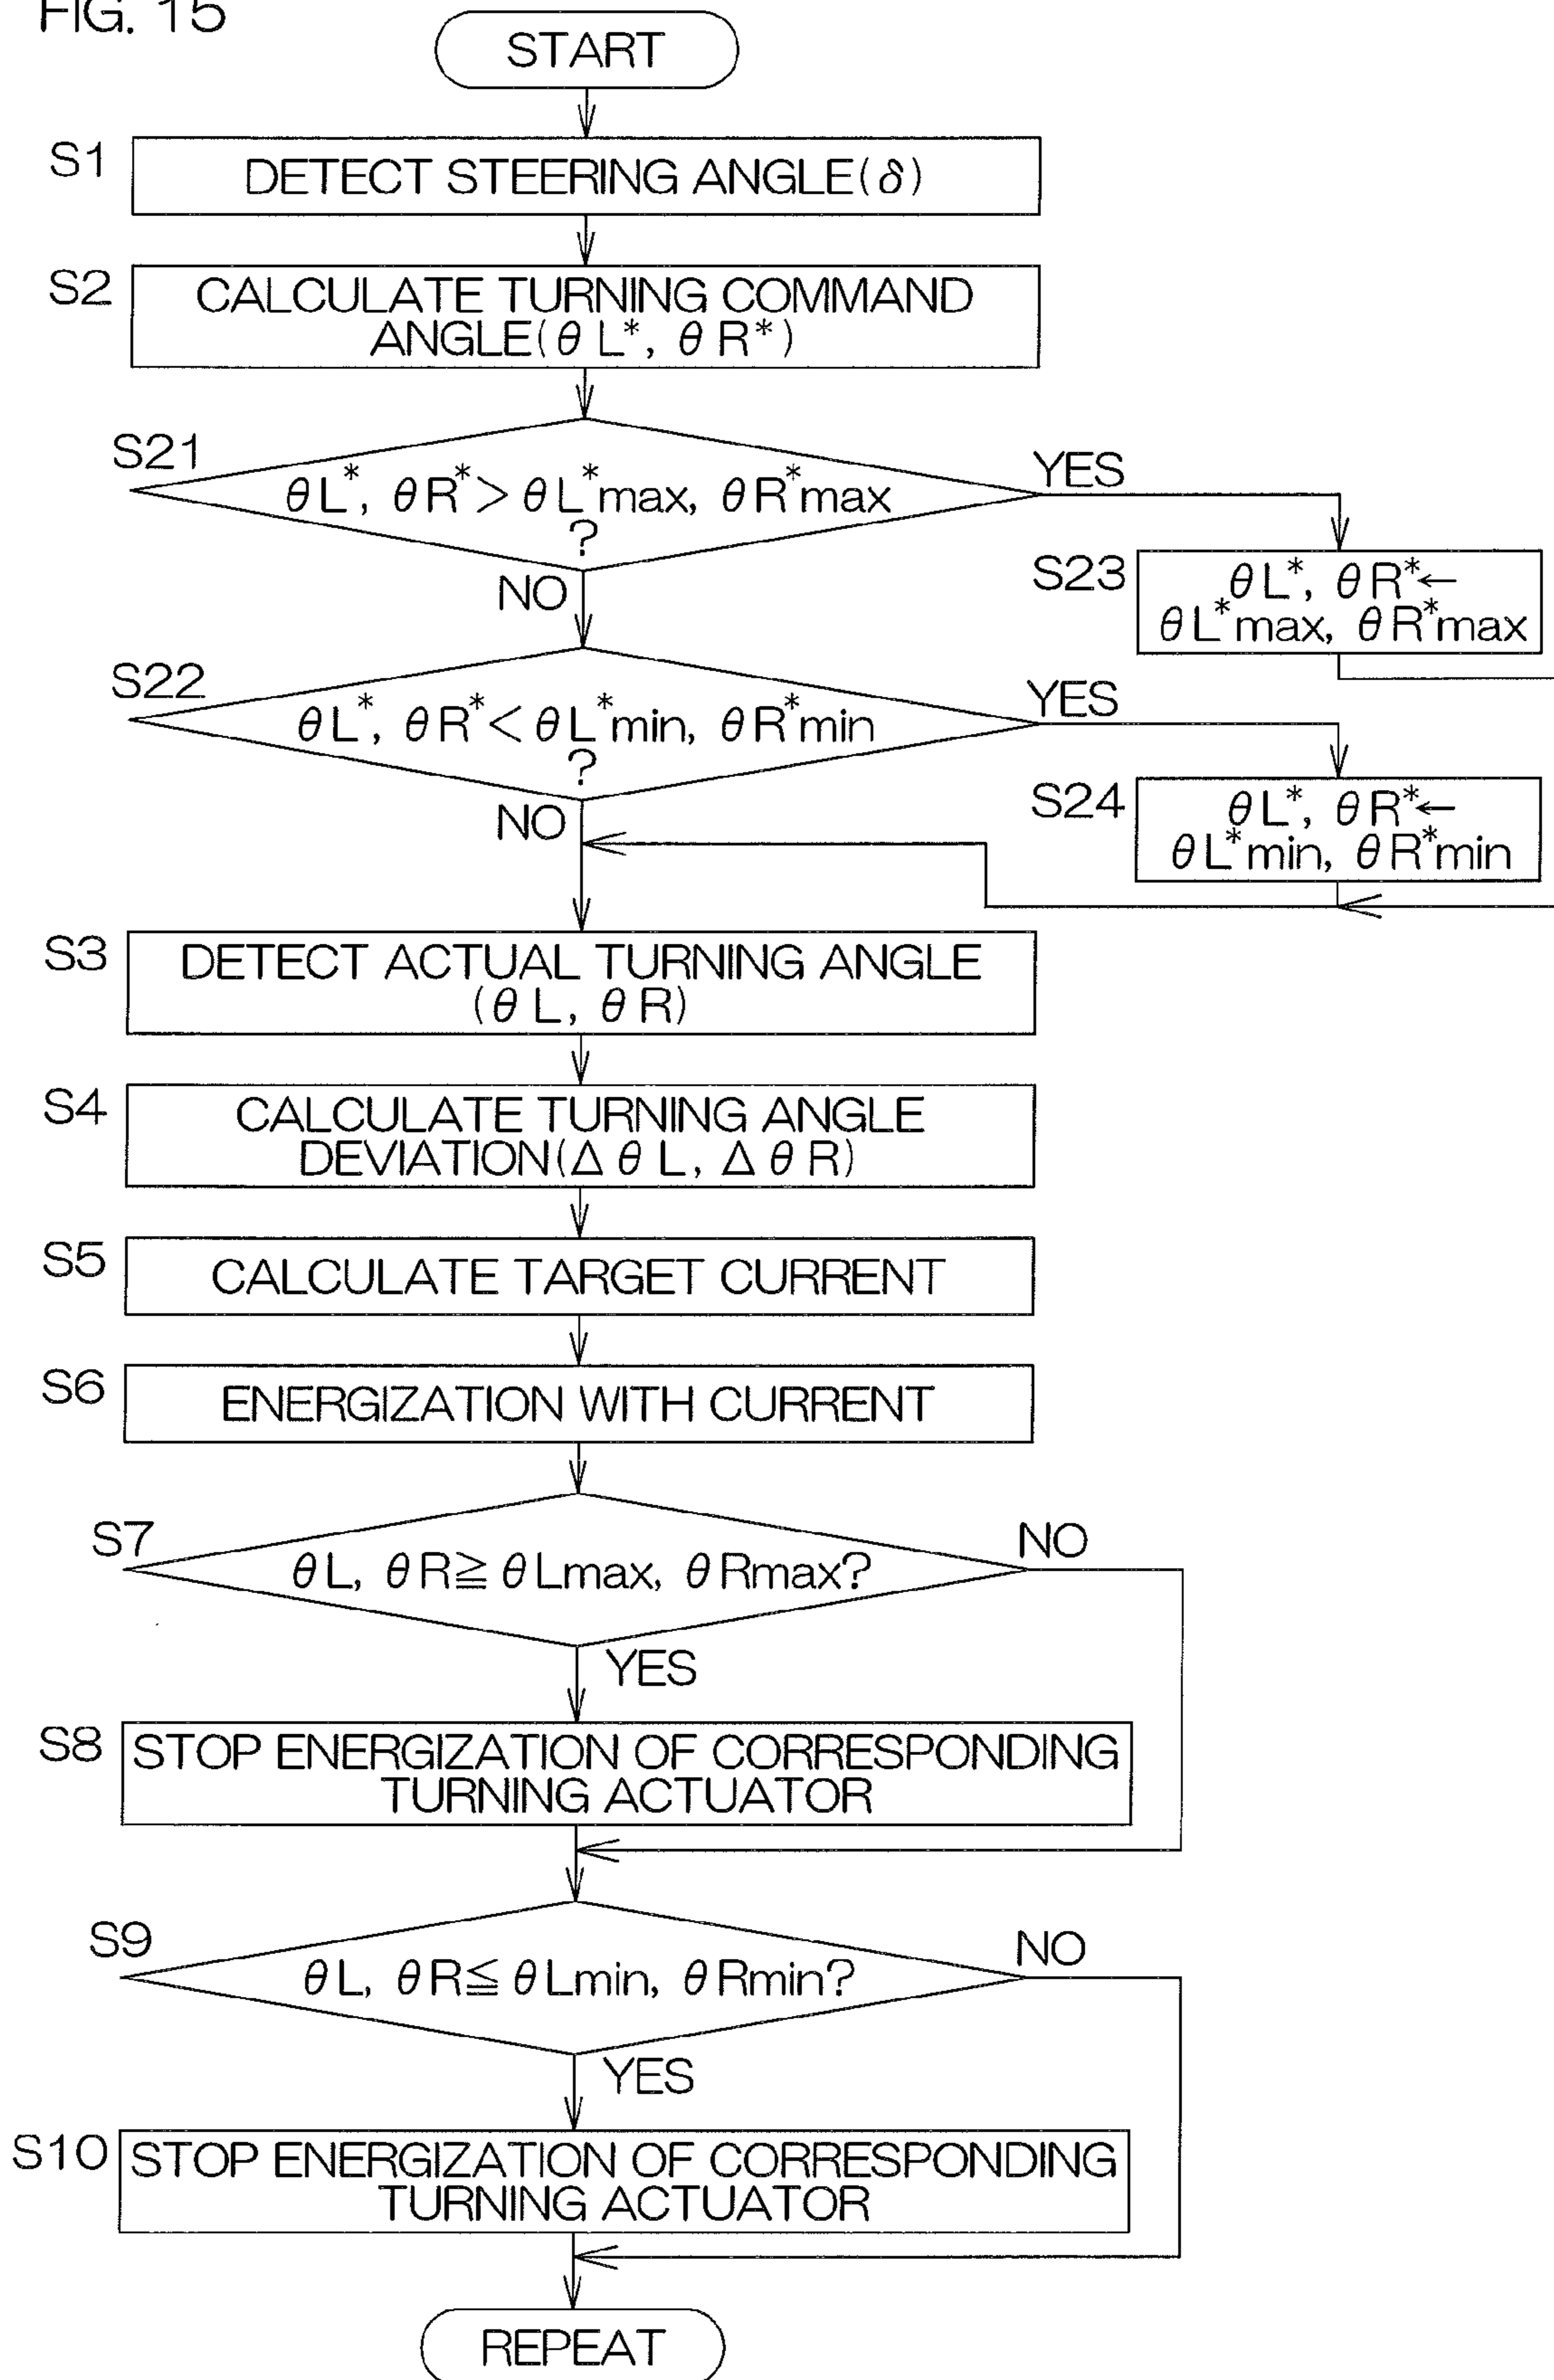 FIG. 15
START
S1
DETECT STEERING ANGLE(δ)
S2
CALCULATE TURNING COMMAND
ANGLE(θL*, θR*)
S21
θL*, θR*>θL*max, θR*max
?
YES
NO
S23
θL*, θR*←
θL*max, θR*max
S22
θL*, θR*<θL*min, θR*min
?
YES
NO
S24
θL*, θR*←
θL*min, θR*min
S3
DETECT ACTUAL TURNING ANGLE
(θL, θR)
S4
CALCULATE TURNING ANGLE
DEVIATION(ΔθL, ΔθR)
S5
CALCULATE TARGET CURRENT
S6
ENERGIZATION WITH CURRENT
S7
θL, θR≧θLmax, θRmax?
NO
YES
S8
STOP ENERGIZATION OF CORRESPONDING
TURNING ACTUATOR
S9
θL, θR≦θLmin, θRmin?
NO
YES
S10
STOP ENERGIZATION OF CORRESPONDING
TURNING ACTUATOR
REPEAT